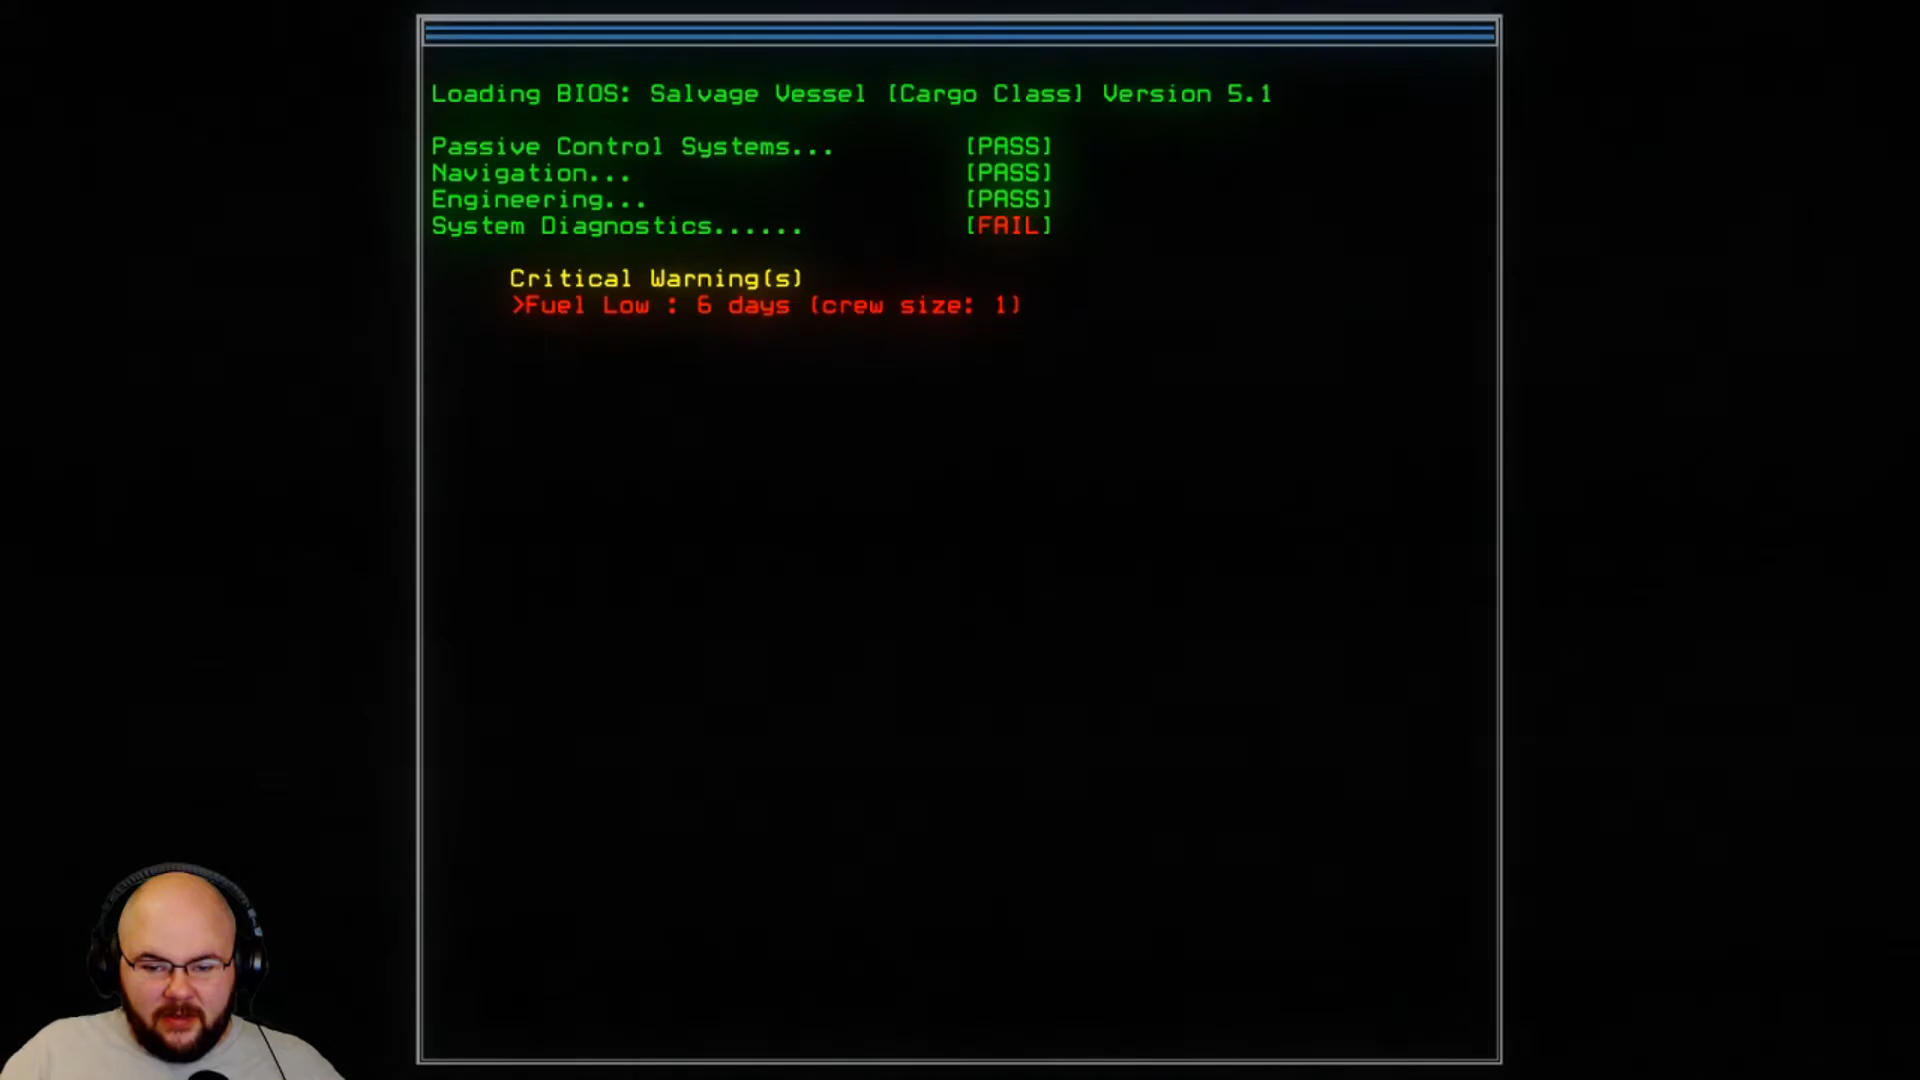 Loading BIOS: Salvage Vessel [Cargo Class] Version 5.1
Passive Control Systems... [PASS]
Navigation... [PASS]
Engineering... [PASS]
System Diagnostics...... [FAIL]
Critical Warning(s)
>Fuel Low : 6 days (crew size: 1)